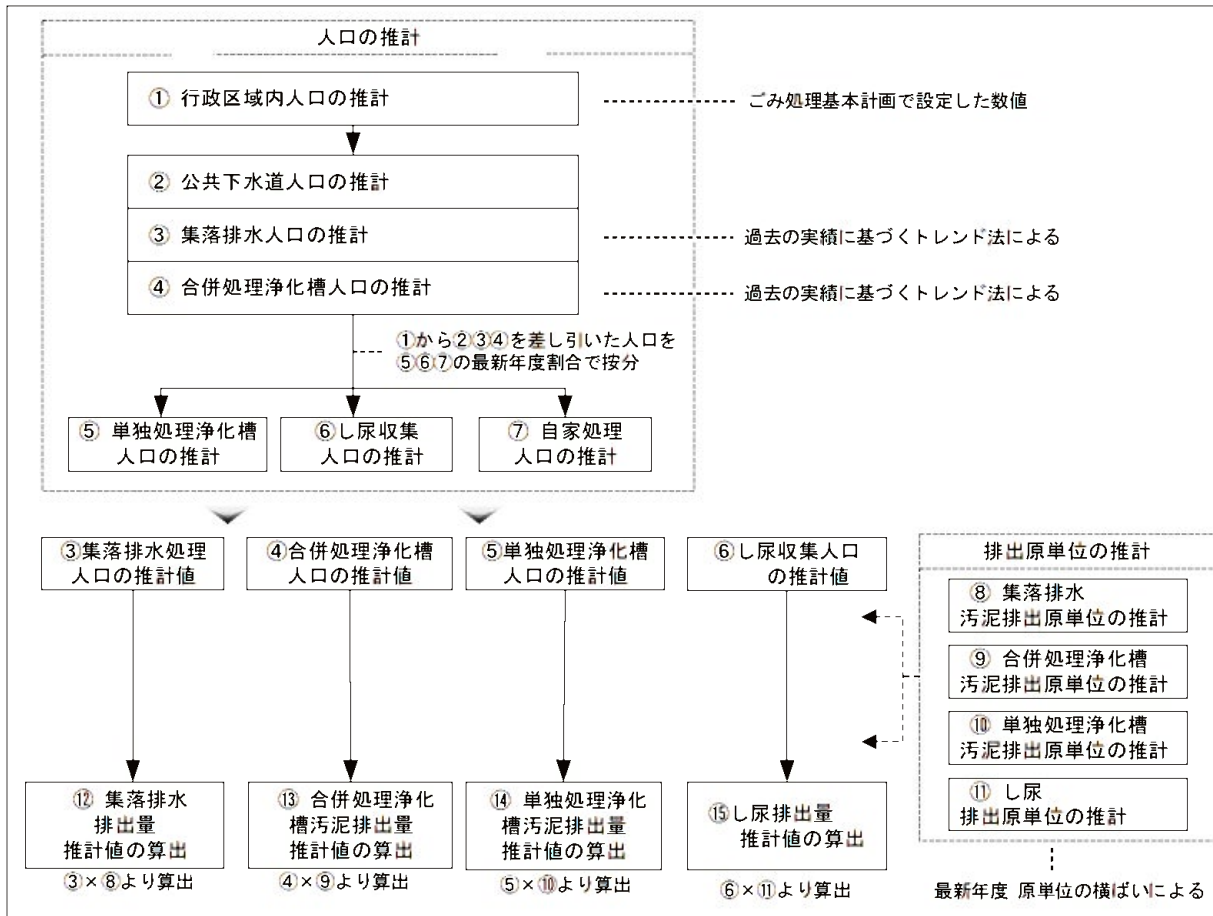 人口の推計
① 行政区域内人口の推計
ごみ処理基本計画で設定した数値
② 公共下水道人口の推計
③ 集落排水人口の推計
過去の実績に基づくトレンド法による
④ 合併処理浄化槽人口の推計
過去の実績に基づくトレンド法による
①から②③④を差し引いた人口を
⑤⑥⑦の最新年度割合で按分
⑤ 単独処理浄化槽
人口の推計
⑥し尿収集
人口の推計
⑦ 自家処理
人口の推計
③集落排水処理
人口の推計値
④合併処理浄化槽
人口の推計値
⑤単独処理浄化槽
人口の推計値
⑥し尿収集人口
の推計値
排出原単位の推計
⑧ 集落排水
汚泥排出原単位の推計
⑨ 合併処理浄化槽
汚泥排出原単位の推計
⑩ 単独処理浄化槽
汚泥排出原単位の推計
⑪ し尿
排出原単位の推計
⑫ 集落排水
排出量
推計値の算出
③×⑧より算出
⑬ 合併処理浄化
槽汚泥排出量
推計値の算出
④×⑨より算出
⑭ 単独処理浄化
槽汚泥排出量
推計値の算出
⑤×⑩より算出
⑮し尿排出量
推計値の算出
⑥×⑪より算出
最新年度 原単位の横ばいによる